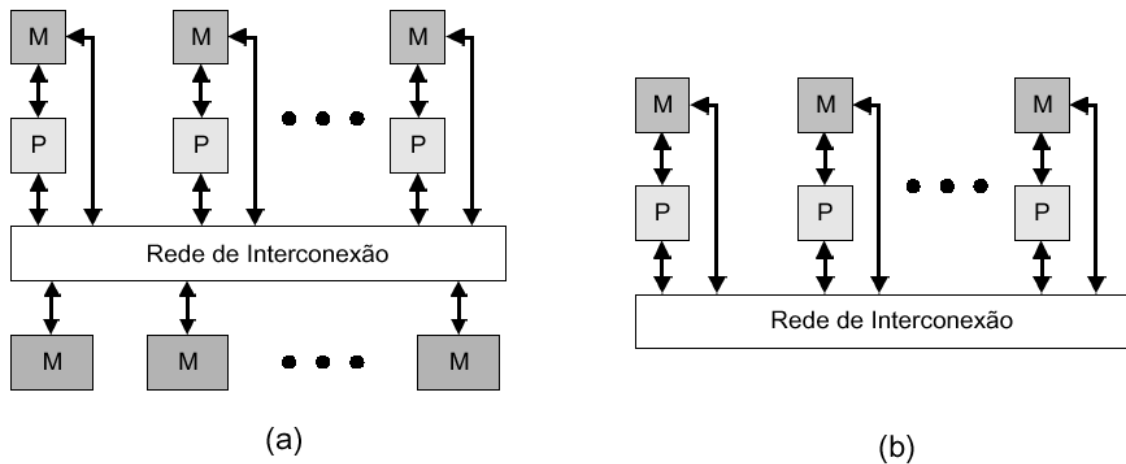 M M M
P P P
Rede de Interconexão
M M M
(a)
M M M
P P P
Rede de Interconexão
(b)